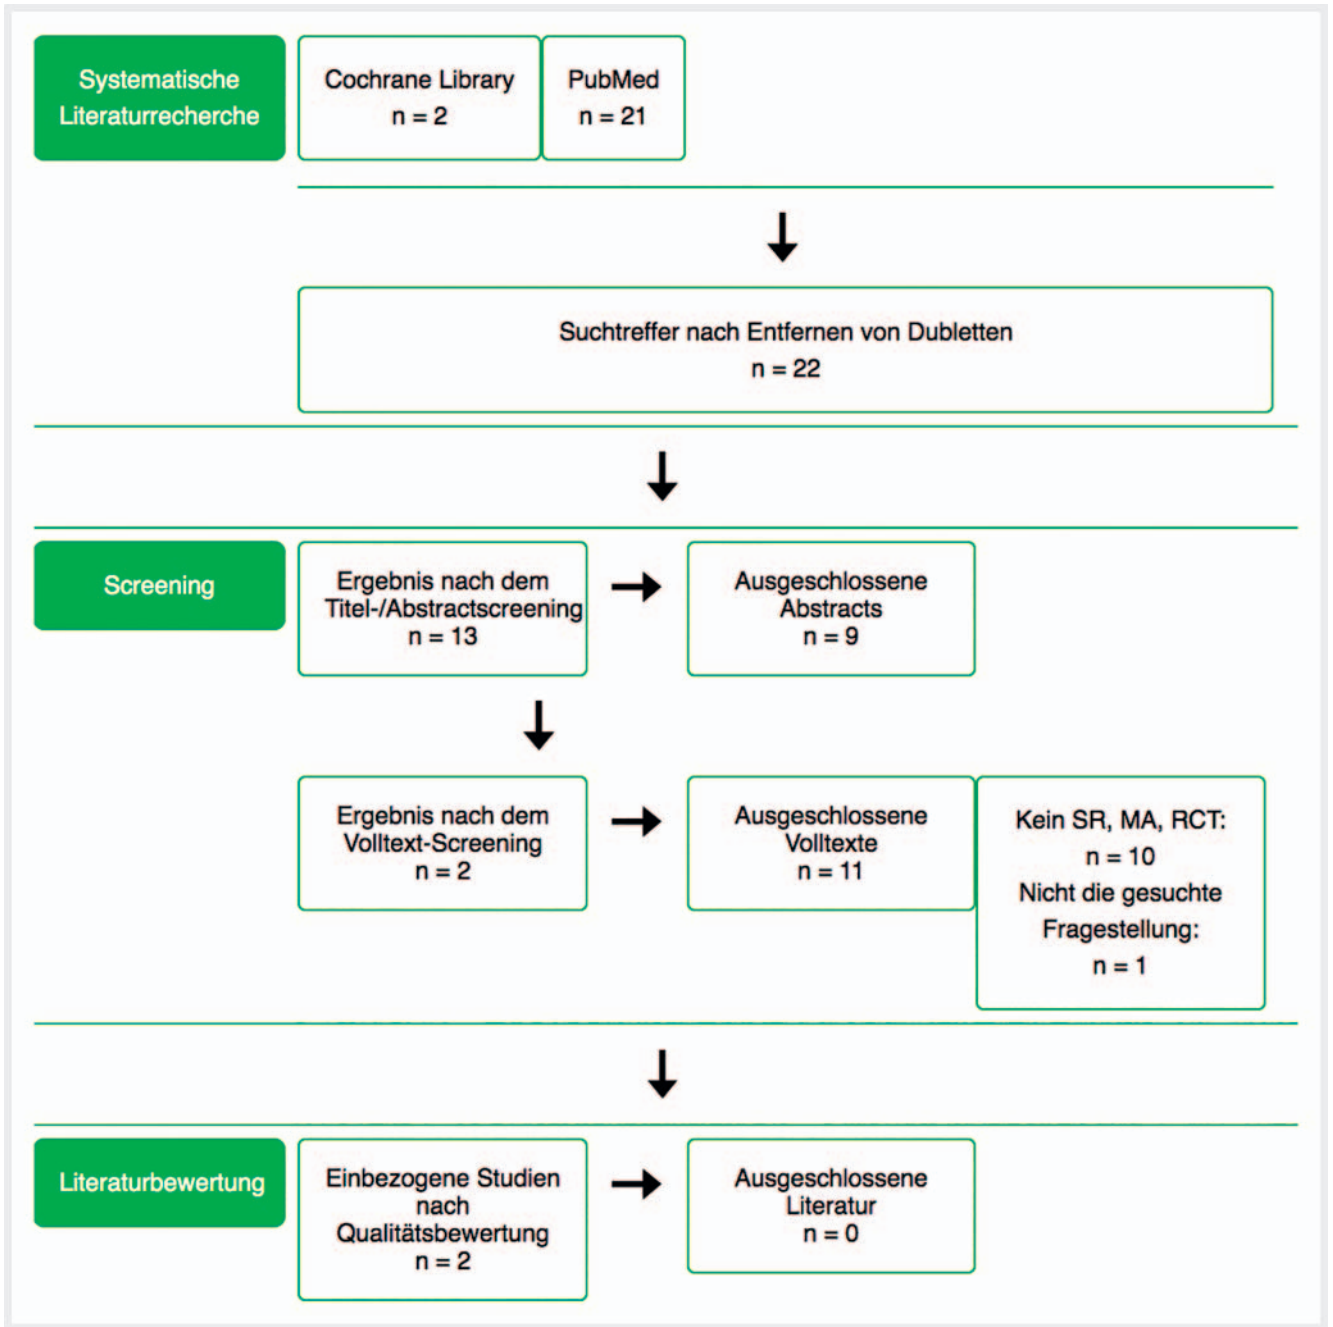 Systematische
Literaturrecherche
Cochrane Library
n = 2
PubMed
n = 21
Suchtreffer nach Entfernen von Dubletten
n = 22
Screening
Ergebnis nach dem
Titel-/Abstractscreening
n = 13
Ausgeschlossene
Abstracts
n = 9
Ergebnis nach dem
Volltext-Screening
n = 2
Ausgeschlossene
Volltexte
n = 11
Kein SR, MA, RCT:
n = 10
Nicht die gesuchte
Fragestellung:
n = 1
Literaturbewertung
Einbezogene Studien
nach
Qualitätsbewertung
n = 2
Ausgeschlossene
Literatur
n = 0